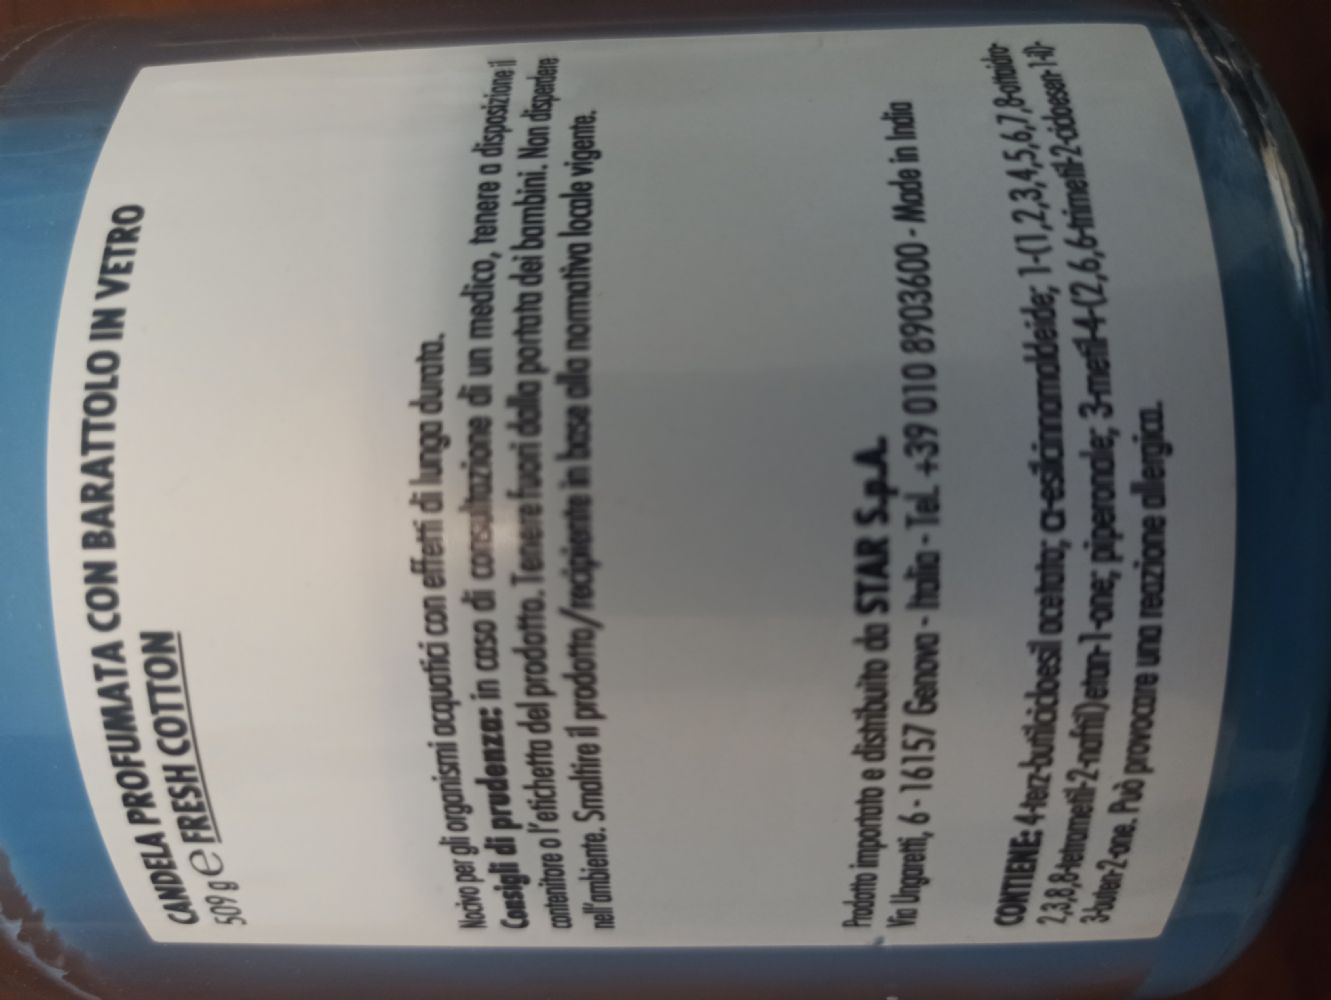 CANDELA PROFUMATA CON BARATTOLO IN VETRO
509 g ℮ FRESH COTTON
Nocivo per gli organismi acquatici con effetti di lunga durata.
Consigli di prudenza: in caso di consultazione di un medico, tenere a disposizione il
contenitore o l'etichetta del prodotto. Tenere fuori dalla portata dei bambini. Non disperdere
nell'ambiente. Smaltire il prodotto/recipiente in base alla normativa locale vigente.
Prodotto importato e distribuito da STAR S.p.A.
Via Ungaretti, 6 - 16157 Genova - Italia - Tel. +39 010 8903600 - Made in India
CONTIENE: 4-terz-butilcicloesil acetato; α-esilcinnamaldeide; 1-(1,2,3,4,5,6,7,8-ottaidro-
2,3,8,8-tetrametil-2-naftil)etan-1-one; piperonale; 3-metil-4-(2,6,6-trimetil-2-cicloesen-1-il)-
3-buten-2-one. Può provocare una reazione allergica.